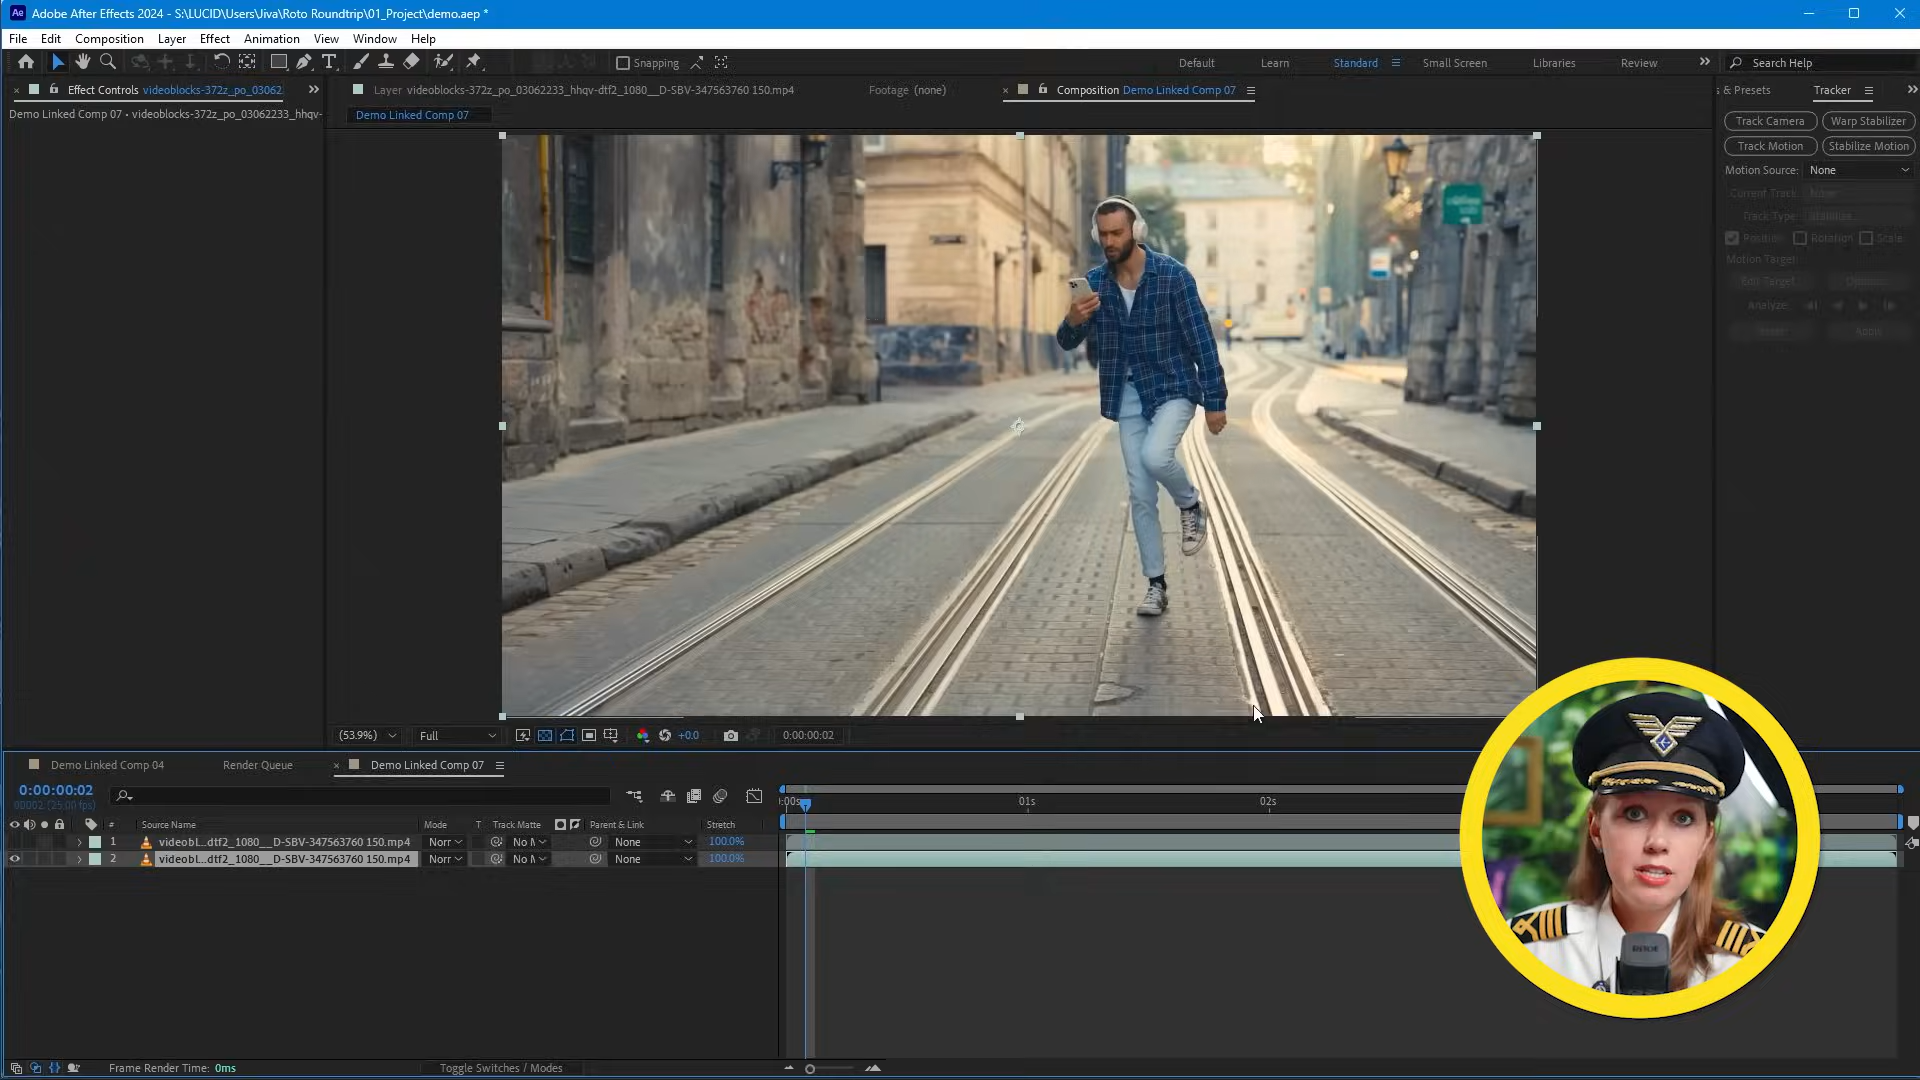 Ae Adobe After Effects 2024 - S:\LUCID\Users\Jiva\Roto Roundtrip\01_Project\demo.aep *
File Edit Composition Layer Effect Animation View Window Help
Snapping Default Learn Standard Small Screen Libraries Review Search Help
Effect Controls videoblocks-372z_po_03062
Layer videoblocks-372z_po_03062233_hhqv-dtf2_1080__D-SBV-347563760 150.mp4
Footage (none)
Composition Demo Linked Comp 07
s & Presets Tracker
Demo Linked Comp 07 • videoblocks-372z_po_03062233_hhqv-
Demo Linked Comp 07
Track Camera Warp Stabilizer
Track Motion Stabilize Motion
Motion Source: None
Current Track: None
Track Type: Stabilize
Position Rotation Scale
Motion Target:
Edit Target... Options...
Analyze:
Reset Apply
(53.9%) Full +0.0 0:00:00:02
Demo Linked Comp 04 Render Queue Demo Linked Comp 07
0:00:00:02
00002 (25.00 fps)
:00s 01s 02s
# Source Name Mode T Track Matte Parent & Link Stretch
1 videobl...dtf2_1080__D-SBV-347563760 150.mp4 Norr No M None 100.0%
2 videobl...dtf2_1080__D-SBV-347563760 150.mp4 Norr No M None 100.0%
Frame Render Time: 0ms Toggle Switches / Modes
RODE